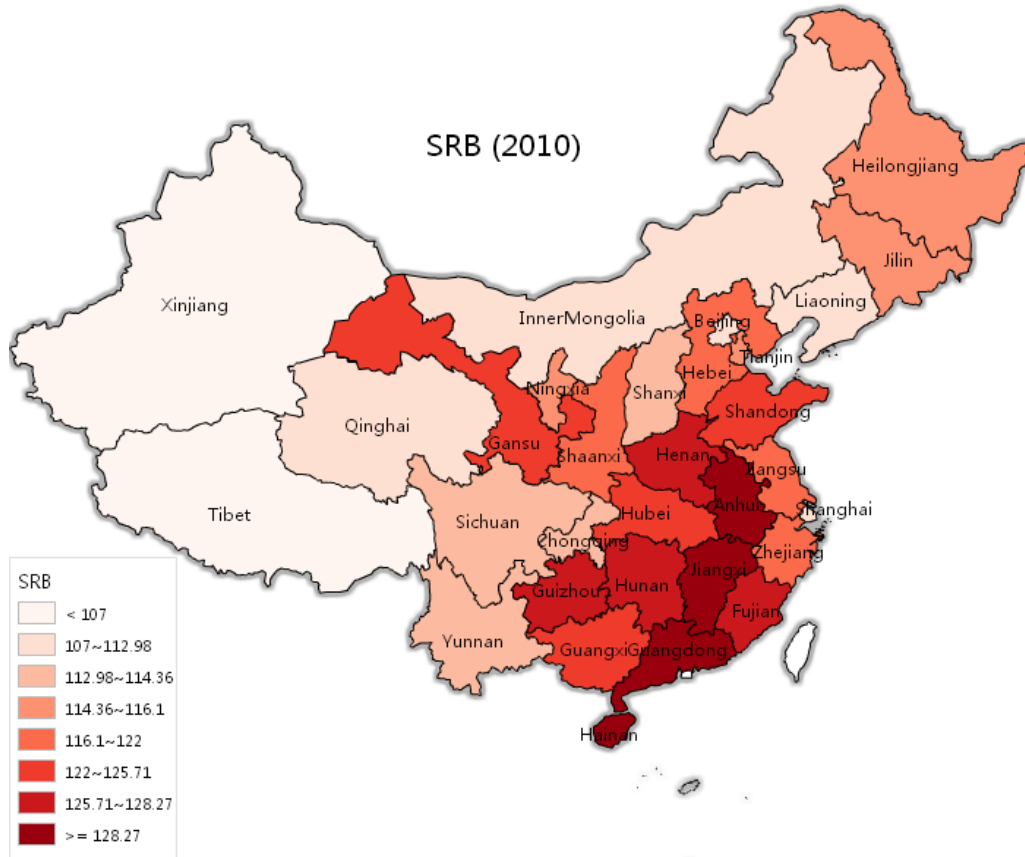 SRB (2010)
Heilongjiang
Jilin
Xinjiang
Liaoning
InnerMongolia
Beijing
Tianjin
Hebei
Ningxia
Shanxi
Shandong
Qinghai
Gansu
Shaanxi
Henan
Jiangsu
Anhui
Shanghai
Tibet
Sichuan
Hubei
Chongqing
Zhejiang
Jiangxi
Guizhou
Hunan
Fujian
Yunnan
Guangxi
Guangdong
Hainan
SRB
< 107
107~112.98
112.98~114.36
114.36~116.1
116.1~122
122~125.71
125.71~128.27
>= 128.27